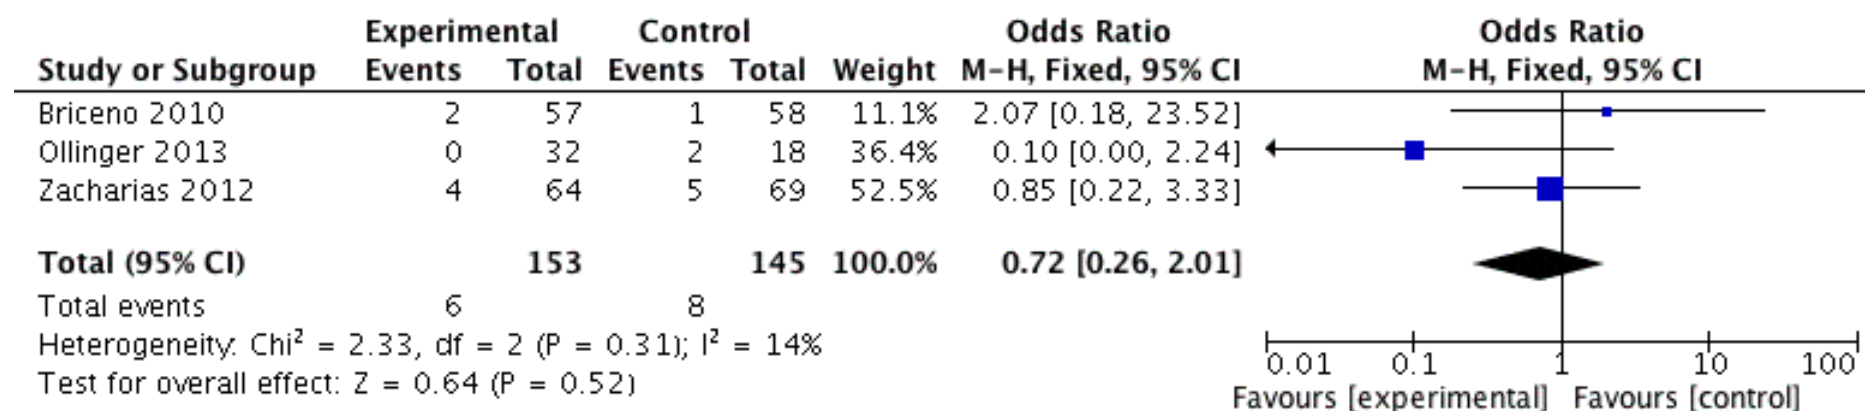 Experimental Control Odds Ratio Odds Ratio
Study or Subgroup Events Total Events Total Weight M-H, Fixed, 95% CI M-H, Fixed, 95% CI
Briceno 2010 2 57 1 58 11.1% 2.07 [0.18, 23.52]
Ollinger 2013 0 32 2 18 36.4% 0.10 [0.00, 2.24]
Zacharias 2012 4 64 5 69 52.5% 0.85 [0.22, 3.33]
Total (95% CI) 153 145 100.0% 0.72 [0.26, 2.01]
Total events 6 8
Heterogeneity: Chi² = 2.33, df = 2 (P = 0.31); I² = 14%
Test for overall effect: Z = 0.64 (P = 0.52)
0.01 0.1 1 10 100
Favours [experimental] Favours [control]